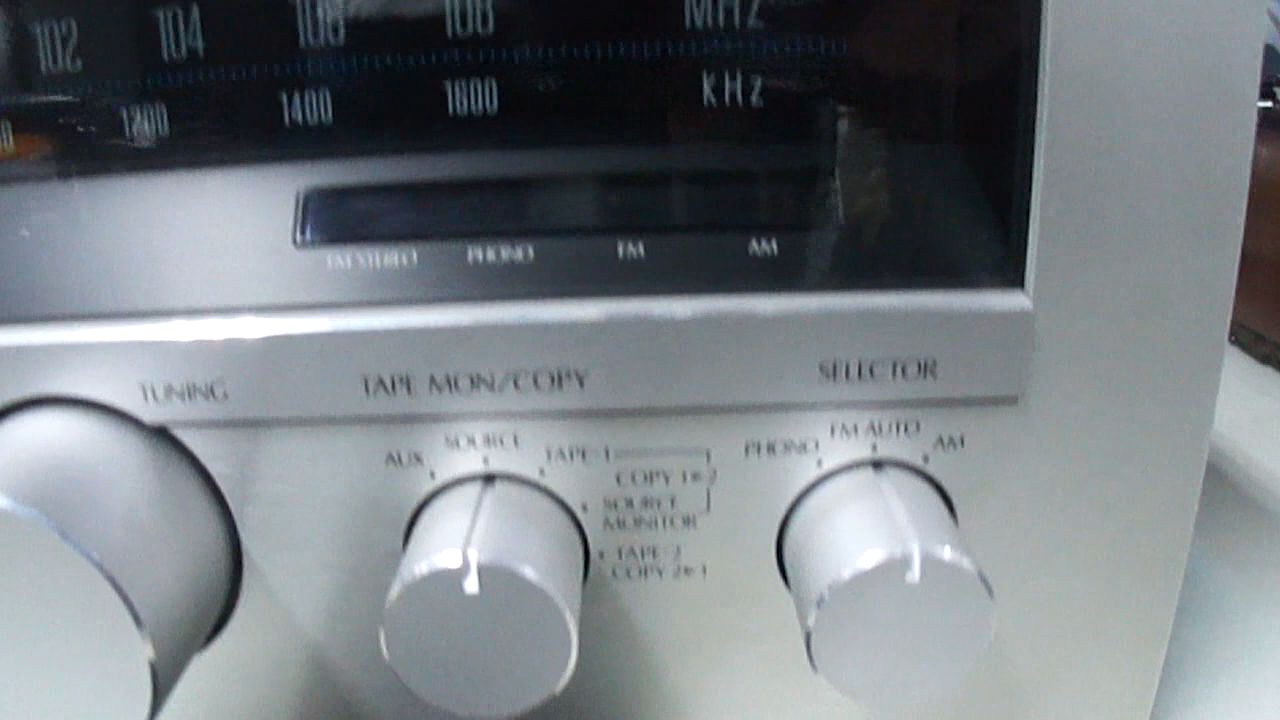 102 104 106 108 MHz
1200 1400 1600 kHz
FM STEREO PHONO FM AM
TUNING TAPE MON/COPY SELECTOR
AUX SOURCE TAPE-1
COPY 1▸2
SOURCE
MONITOR
TAPE-2
COPY 2▸1
PHONO FM AUTO AM